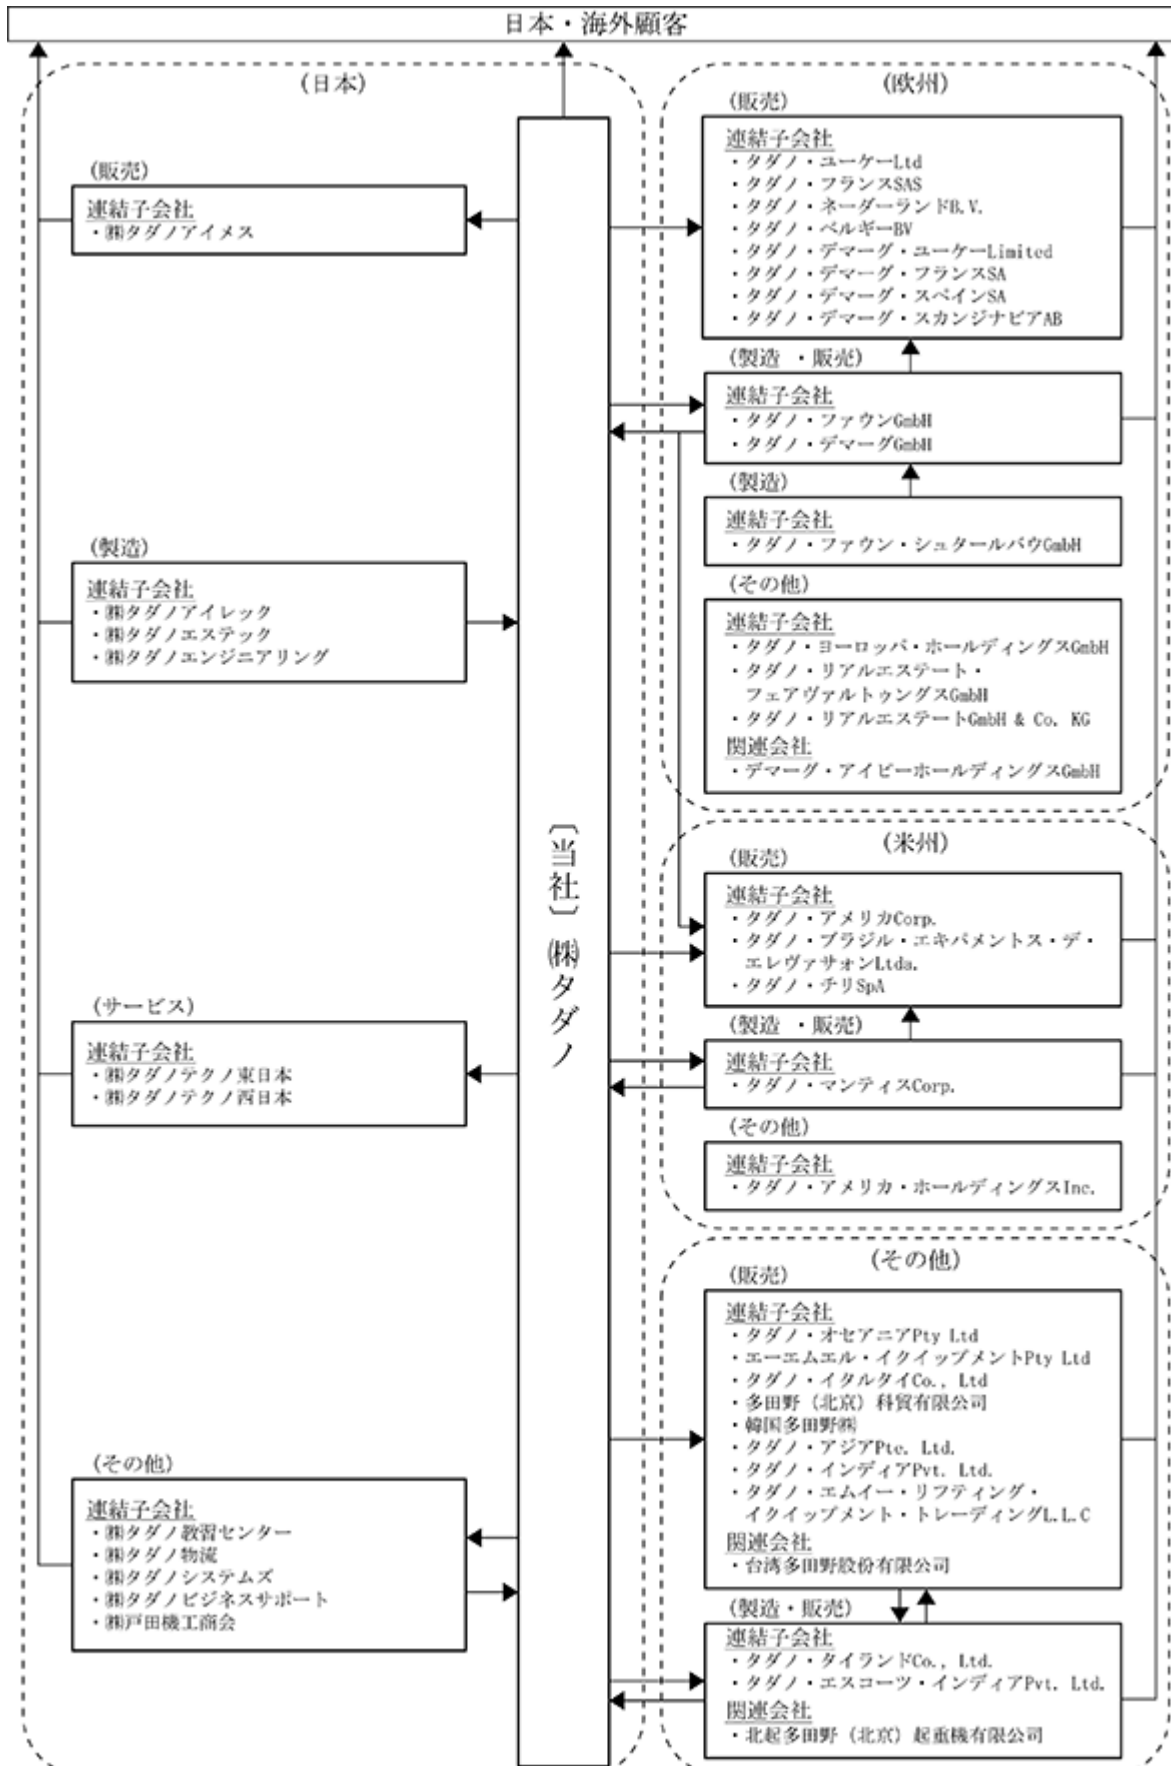 日本・海外顧客
(日本)
(販売)
連結子会社
・㈱タダノアイメス
(製造)
連結子会社
・㈱タダノアイレック
・㈱タダノエステック
・㈱タダノエンジニアリング
(サービス)
連結子会社
・㈱タダノテクノ東日本
・㈱タダノテクノ西日本
(その他)
連結子会社
・㈱タダノ教習センター
・㈱タダノ物流
・㈱タダノシステムズ
・㈱タダノビジネスサポート
・㈱戸田機工商会
〔当社〕㈱タダノ
(欧州)
(販売)
連結子会社
・タダノ・ユーケーLtd
・タダノ・フランスSAS
・タダノ・ネーダーランドB.V.
・タダノ・ベルギーBV
・タダノ・デマーグ・ユーケーLimited
・タダノ・デマーグ・フランスSA
・タダノ・デマーグ・スペインSA
・タダノ・デマーグ・スカンジナビアAB
(製造 ・販売)
連結子会社
・タダノ・ファウンGmbH
・タダノ・デマーグGmbH
(製造)
連結子会社
・タダノ・ファウン・シュタールバウGmbH
(その他)
連結子会社
・タダノ・ヨーロッパ・ホールディングスGmbH
・タダノ・リアルエステート・
フェアヴァルトゥングスGmbH
・タダノ・リアルエステートGmbH & Co. KG
関連会社
・デマーグ・アイピーホールディングスGmbH
(米州)
(販売)
連結子会社
・タダノ・アメリカCorp.
・タダノ・ブラジル・エキパメントス・デ・
エレヴァサォンLtda.
・タダノ・チリSpA
(製造 ・販売)
連結子会社
・タダノ・マンティスCorp.
(その他)
連結子会社
・タダノ・アメリカ・ホールディングスInc.
(その他)
(販売)
連結子会社
・タダノ・オセアニアPty Ltd
・エーエムエル・イクイップメントPty Ltd
・タダノ・イタルタイCo., Ltd
・多田野（北京）科貿有限公司
・韓国多田野㈱
・タダノ・アジアPte. Ltd.
・タダノ・インディアPvt. Ltd.
・タダノ・エムイー・リフティング・
イクイップメント・トレーディングL.L.C
関連会社
・台湾多田野股份有限公司
(製造・販売)
連結子会社
・タダノ・タイランドCo., Ltd.
・タダノ・エスコーツ・インディアPvt. Ltd.
関連会社
・北起多田野（北京）起重機有限公司